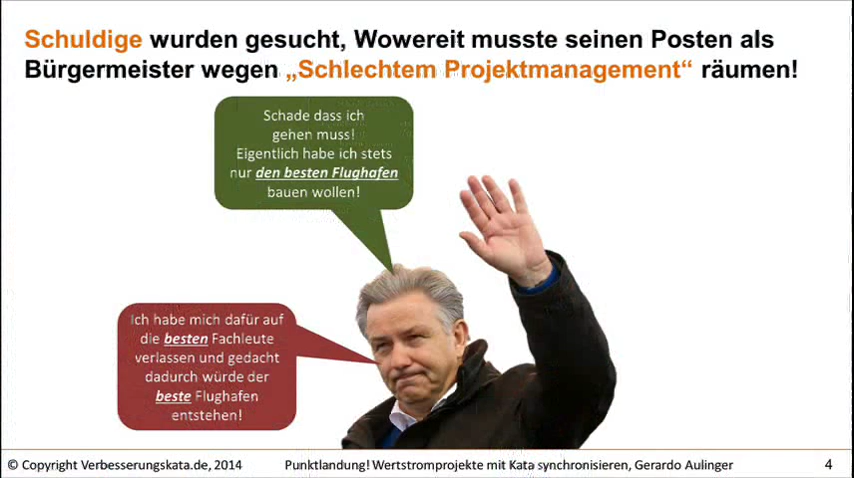 Schuldige wurden gesucht, Wowereit musste seinen Posten als
Bürgermeister wegen „Schlechtem Projektmanagement“ räumen!
Schade dass ich
gehen muss!
Eigentlich habe ich stets
nur den besten Flughafen
bauen wollen!
Ich habe mich dafür auf
die besten Fachleute
verlassen und gedacht
dadurch würde der
beste Flughafen
entstehen!
© Copyright Verbesserungskata.de, 2014
Punktlandung! Wertstromprojekte mit Kata synchronisieren, Gerardo Aulinger
4